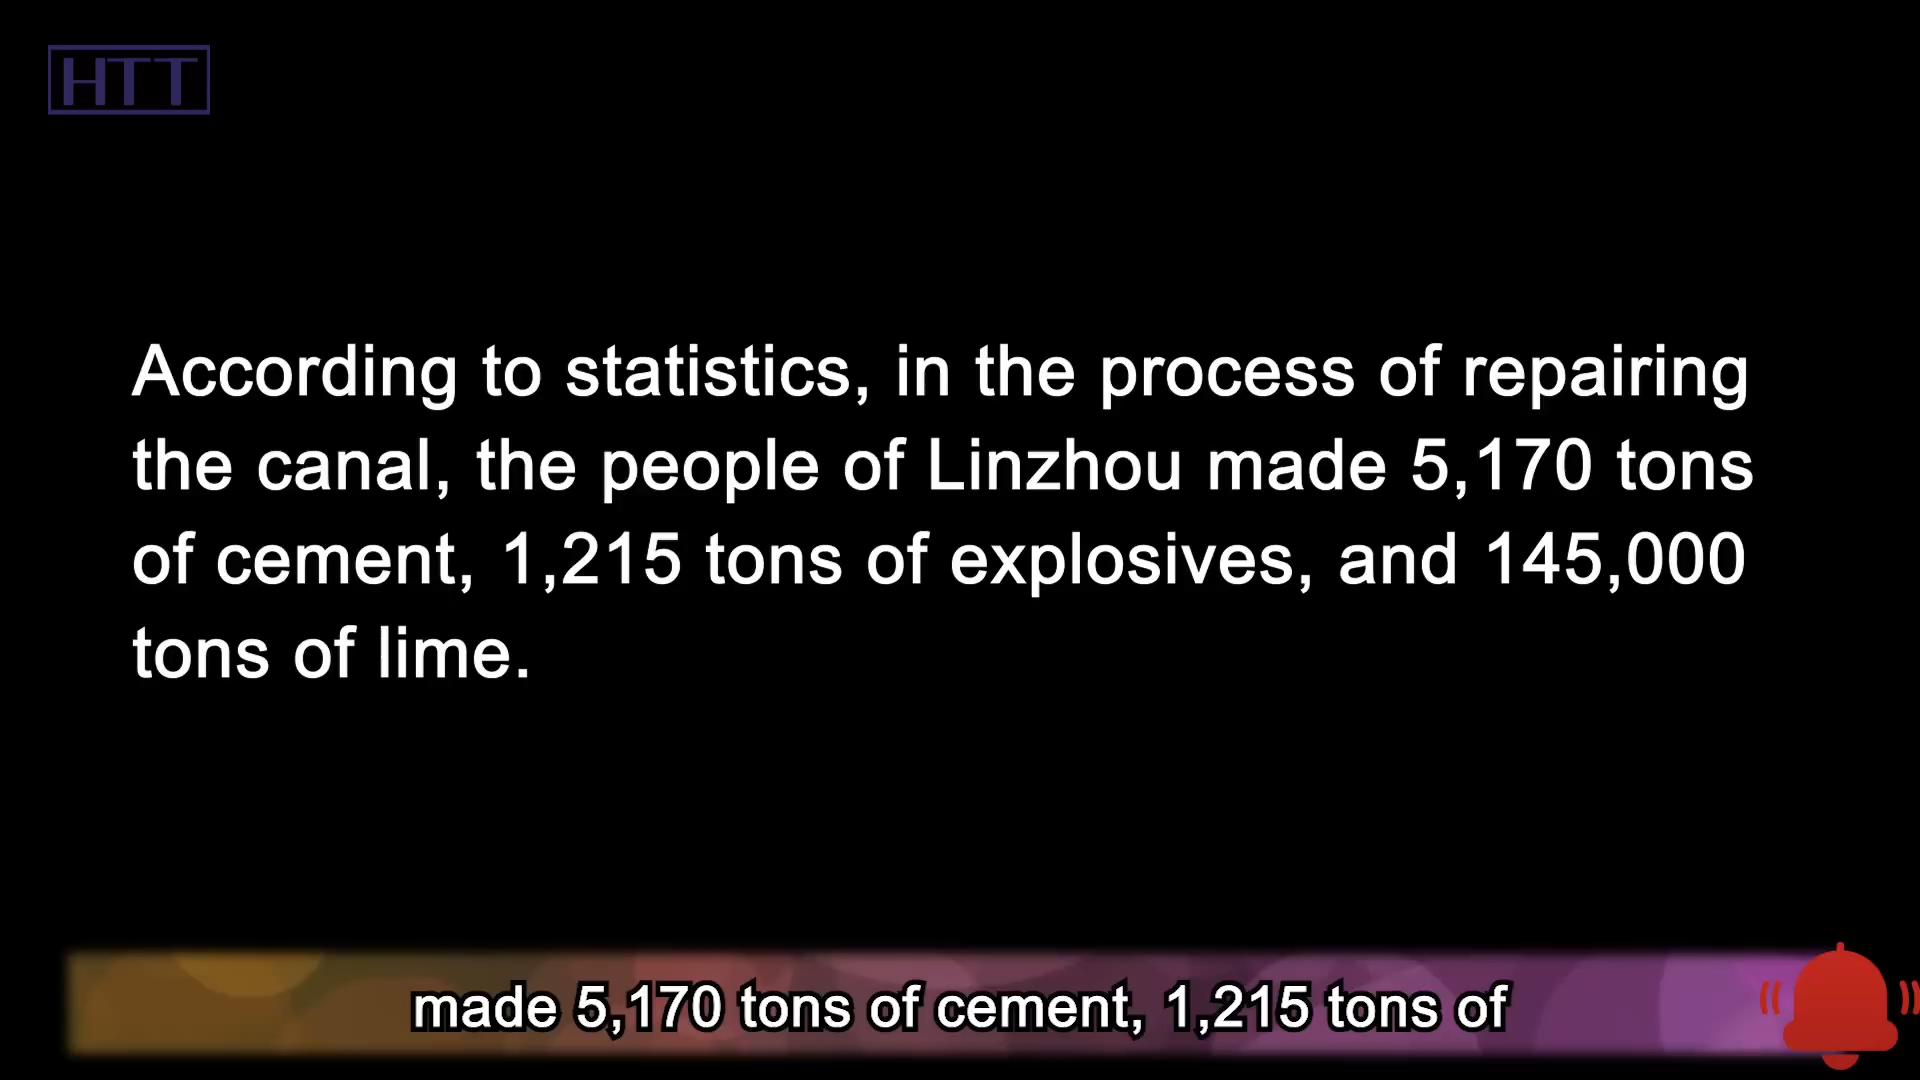 HTT
According to statistics, in the process of repairing
the canal, the people of Linzhou made 5,170 tons
of cement, 1,215 tons of explosives, and 145,000
tons of lime.
made 5,170 tons of cement, 1,215 tons of